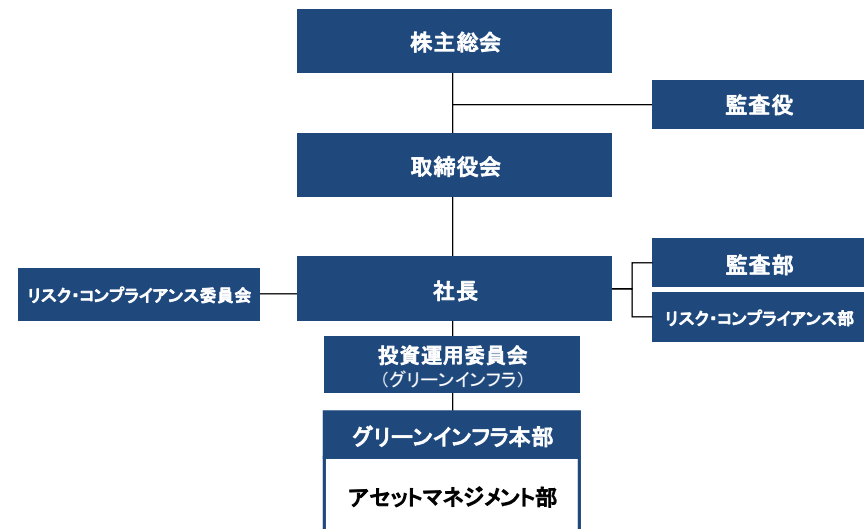 株主総会
監査役
取締役会
監査部
リスク・コンプライアンス委員会
社長
リスク・コンプライアンス部
投資運用委員会
（グリーンインフラ）
グリーンインフラ本部
アセットマネジメント部